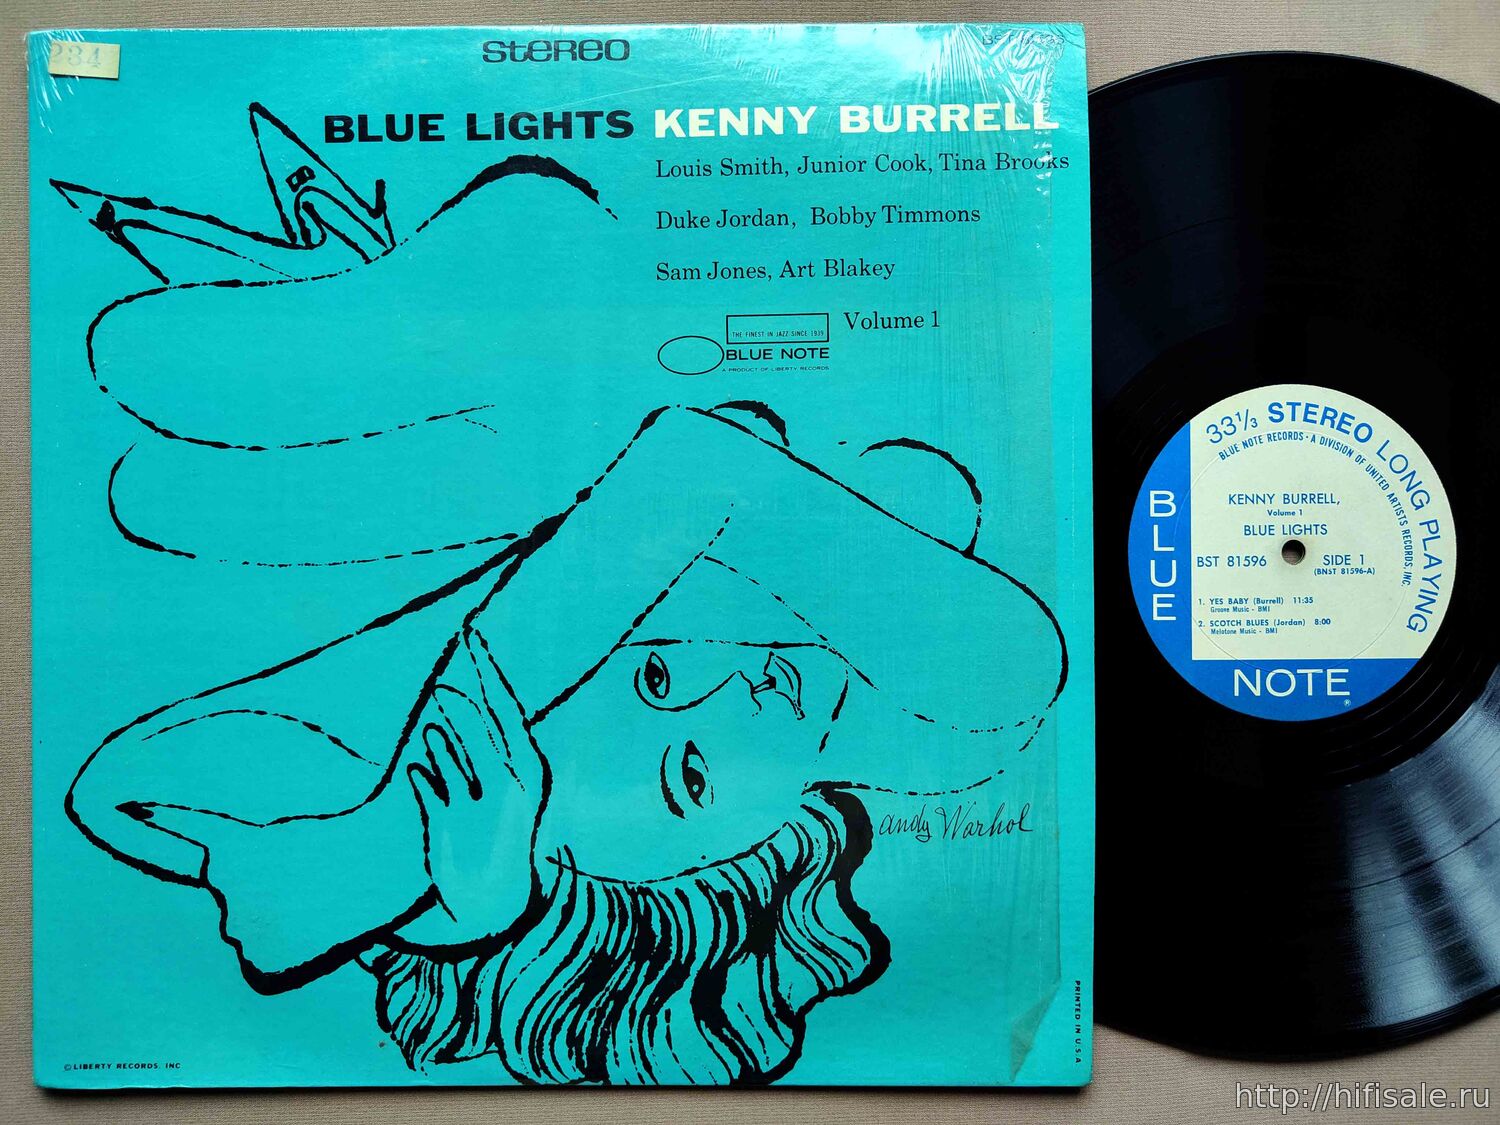 234
STEREO
BLUE LIGHTS KENNY BURRELL
Louis Smith, Junior Cook, Tina Brooks
Duke Jordan, Bobby Timmons
Sam Jones, Art Blakey
Volume 1
THE FINEST IN JAZZ SINCE 1939
BLUE NOTE
A PRODUCT OF LIBERTY RECORDS
andy Warhol
PRINTED IN U.S.A
© LIBERTY RECORDS, INC
33 1/3 STEREO LONG PLAYING
BLUE NOTE RECORDS · A DIVISION OF UNITED ARTISTS RECORDS, INC.
KENNY BURRELL,
Volume 1
BLUE LIGHTS
BST 81596 SIDE 1
(BNST 81596-A)
1. YES BABY (Burrell) 11:35
Groove Music - BMI
2. SCOTCH BLUES (Jordan) 8:00
Melotone Music - BMI
BLUE
NOTE
®
http://hifisale.ru